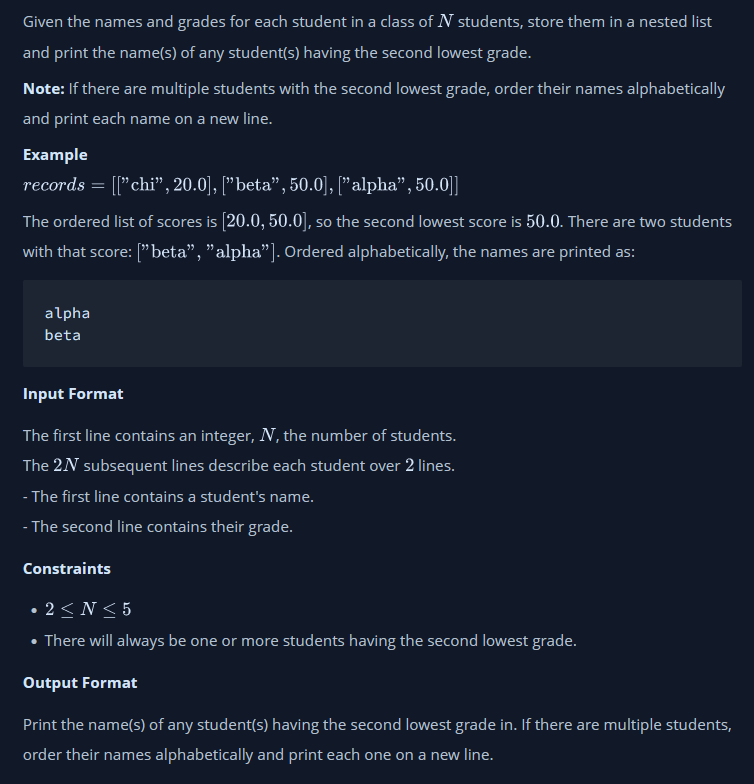 Given the names and grades for each student in a class of N students, store them in a nested list
and print the name(s) of any student(s) having the second lowest grade.
Note: If there are multiple students with the second lowest grade, order their names alphabetically
and print each name on a new line.
Example
records = [["chi", 20.0], ["beta", 50.0], ["alpha", 50.0]]
The ordered list of scores is [20.0, 50.0], so the second lowest score is 50.0. There are two students
with that score: ["beta", "alpha"]. Ordered alphabetically, the names are printed as:
alpha
beta
Input Format
The first line contains an integer, N, the number of students.
The 2N subsequent lines describe each student over 2 lines.
- The first line contains a student's name.
- The second line contains their grade.
Constraints
• 2 ≤ N ≤ 5
• There will always be one or more students having the second lowest grade.
Output Format
Print the name(s) of any student(s) having the second lowest grade in. If there are multiple students,
order their names alphabetically and print each one on a new line.